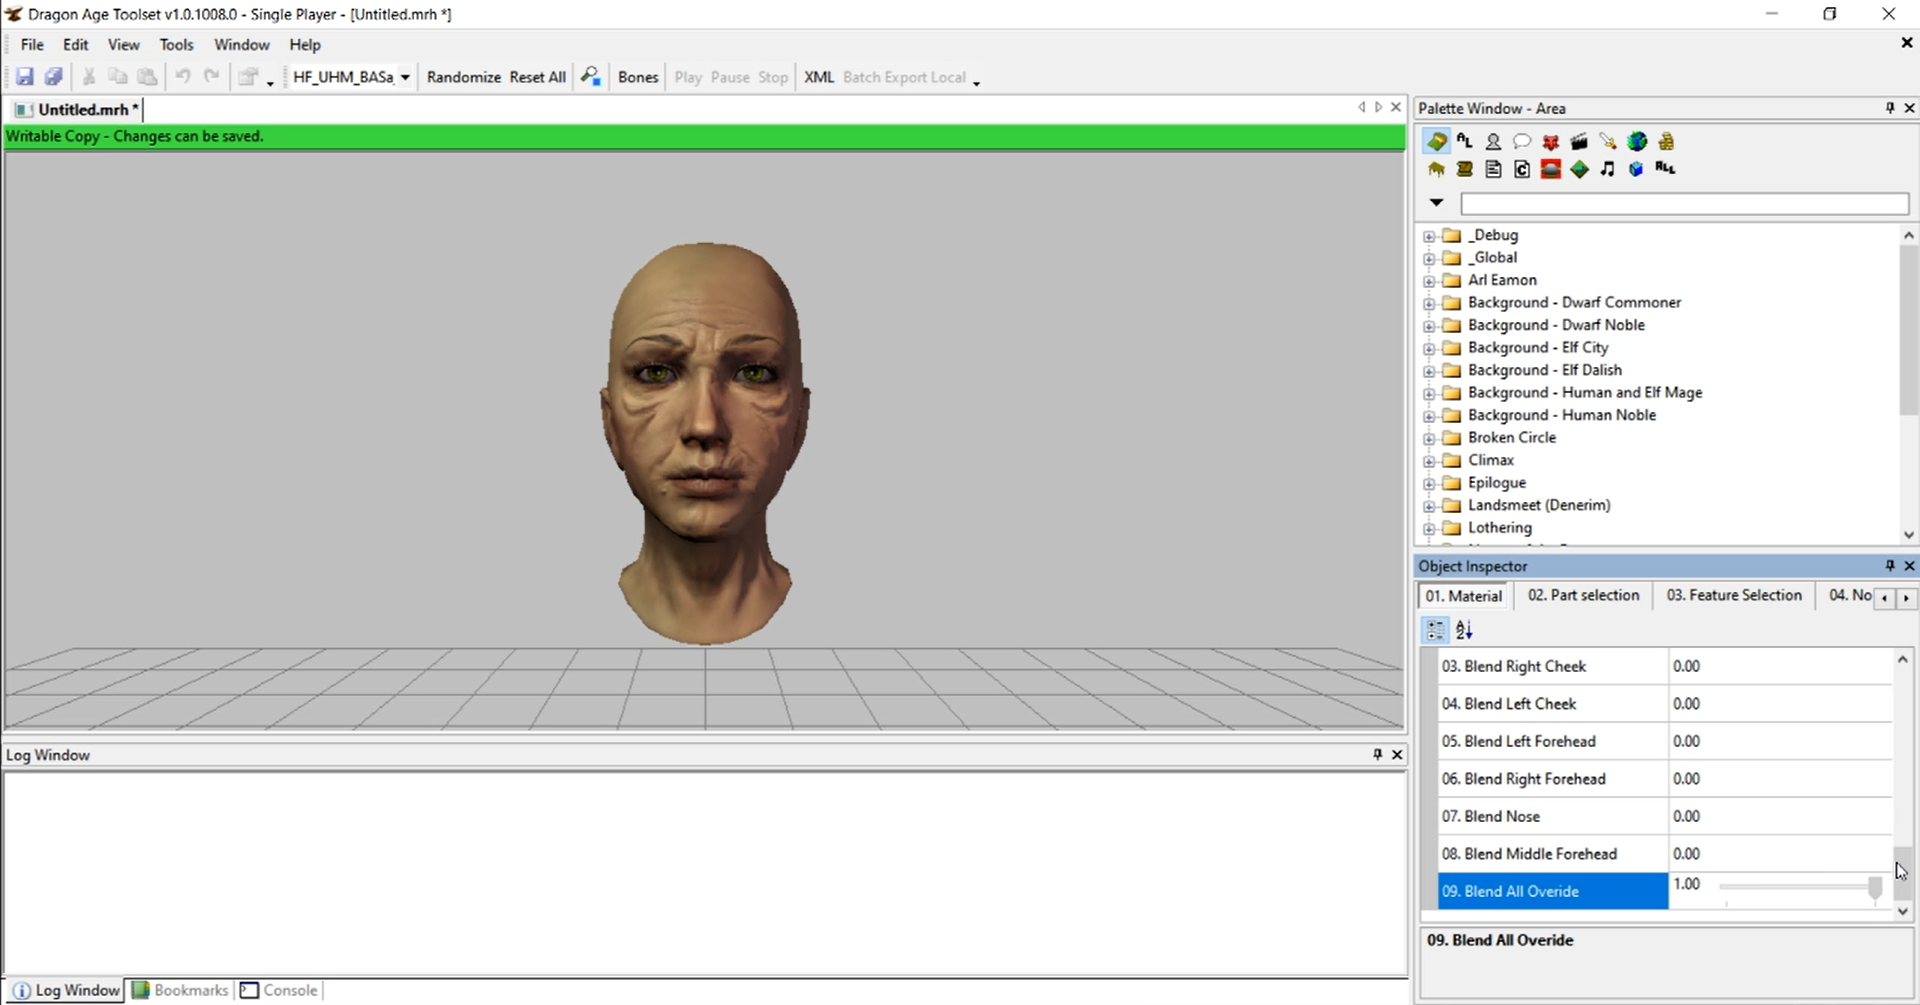 Dragon Age Toolset v1.0.1008.0 - Single Player - [Untitled.mrh *]
File Edit View Tools Window Help
HF_UHM_BASa Randomize Reset All Bones Play Pause Stop XML Batch Export Local
Untitled.mrh *
Writable Copy - Changes can be saved.
Palette Window - Area
_Debug
_Global
Arl Eamon
Background - Dwarf Commoner
Background - Dwarf Noble
Background - Elf City
Background - Elf Dalish
Background - Human and Elf Mage
Background - Human Noble
Broken Circle
Climax
Epilogue
Landsmeet (Denerim)
Lothering
Object Inspector
01. Material 02. Part selection 03. Feature Selection 04. No
03. Blend Right Cheek 0.00
04. Blend Left Cheek 0.00
05. Blend Left Forehead 0.00
06. Blend Right Forehead 0.00
07. Blend Nose 0.00
08. Blend Middle Forehead 0.00
09. Blend All Overide 1.00
09. Blend All Overide
Log Window
Log Window Bookmarks Console